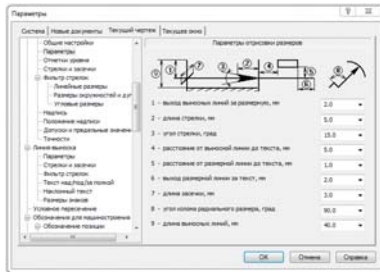 Параметры
Система
Новые документы
Текущий чертеж
Текущее окно
Общие настройки
Параметры
Отметки уровня
Стрелки и засечки
Фильтр стрелок
Линейные размеры
Размеры окружностей и дуг
Угловые размеры
Надпись
Положение надписи
Допуски и предельные значени
Точности
Линия-выноска
Параметры
Стрелки и засечки
Фильтр стрелок
Текст над/под/за полкой
Наклонный текст
Размеры знаков
Условное пересечение
Обозначения для машиностроения
Обозначение позиции
Параметры отрисовки размеров
1 - выход выносных линий за размерную, мм 2.0
2 - длина стрелки, мм 5.0
3 - угол стрелки, град 15.0
4 - расстояние от выносной линии до текста, мм 5.0
5 - расстояние от размерной линии до текста, мм 1.0
6 - выход размерной линии за текст, мм 2.0
7 - длина засечки, мм 3.0
8 - угол излома радиального размера, град 90.0
9 - длина выносных линий, мм 40.0
OK
Отмена
Справка